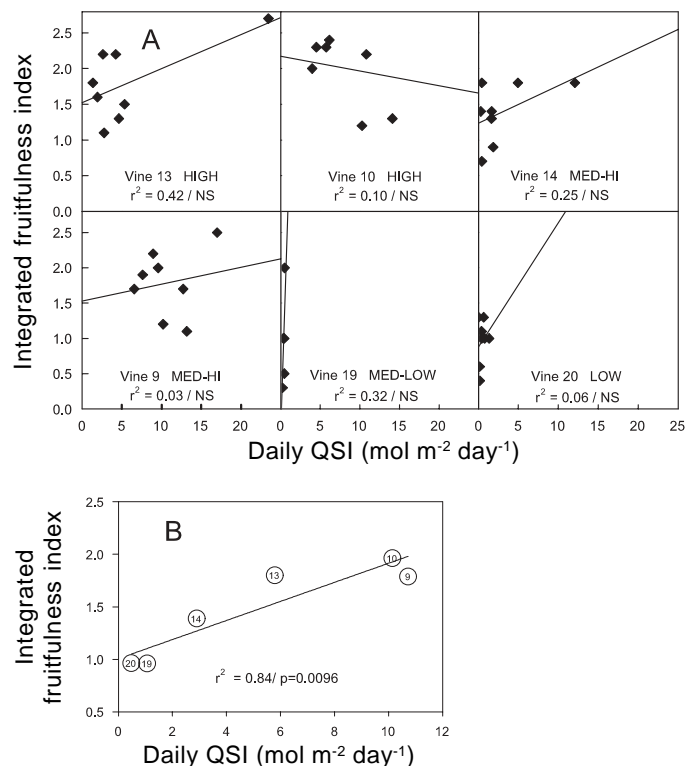 A
Integrated fruitfulness index
2.5
2.0
1.5
1.0
0.5
0.0
Vine 13 HIGH
r² = 0.42 / NS
Vine 10 HIGH
r² = 0.10 / NS
Vine 14 MED-HI
r² = 0.25 / NS
2.0
1.5
1.0
0.5
0.0
Vine 9 MED-HI
r² = 0.03 / NS
Vine 19 MED-LOW
r² = 0.32 / NS
Vine 20 LOW
r² = 0.06 / NS
0 5 10 15 20 0 5 10 15 20 0 5 10 15 20 25
Daily QSI (mol m⁻² day⁻¹)
B
Integrated
fruitfulness index
2.5
2.0
1.5
1.0
0.5
10
9
13
14
20 19
r² = 0.84/ p=0.0096
0 2 4 6 8 10 12
Daily QSI (mol m⁻² day⁻¹)